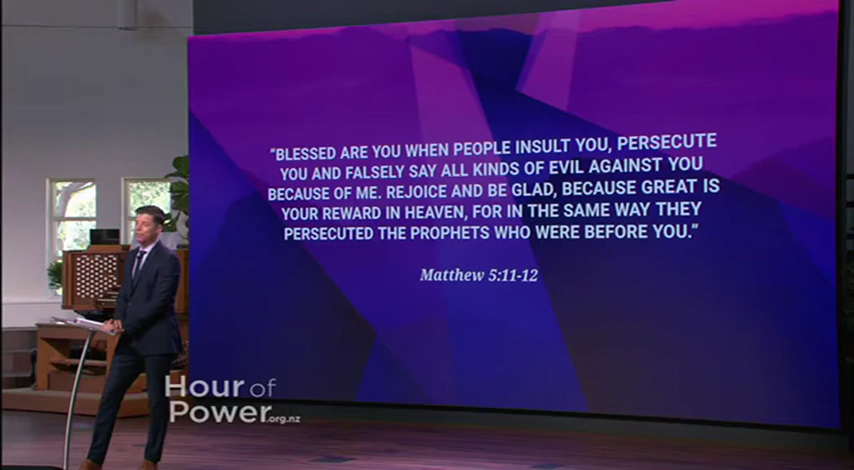 "BLESSED ARE YOU WHEN PEOPLE INSULT YOU, PERSECUTE
YOU AND FALSELY SAY ALL KINDS OF EVIL AGAINST YOU
BECAUSE OF ME. REJOICE AND BE GLAD, BECAUSE GREAT IS
YOUR REWARD IN HEAVEN, FOR IN THE SAME WAY THEY
PERSECUTED THE PROPHETS WHO WERE BEFORE YOU."
Matthew 5:11-12
Hour of
Power.org.nz